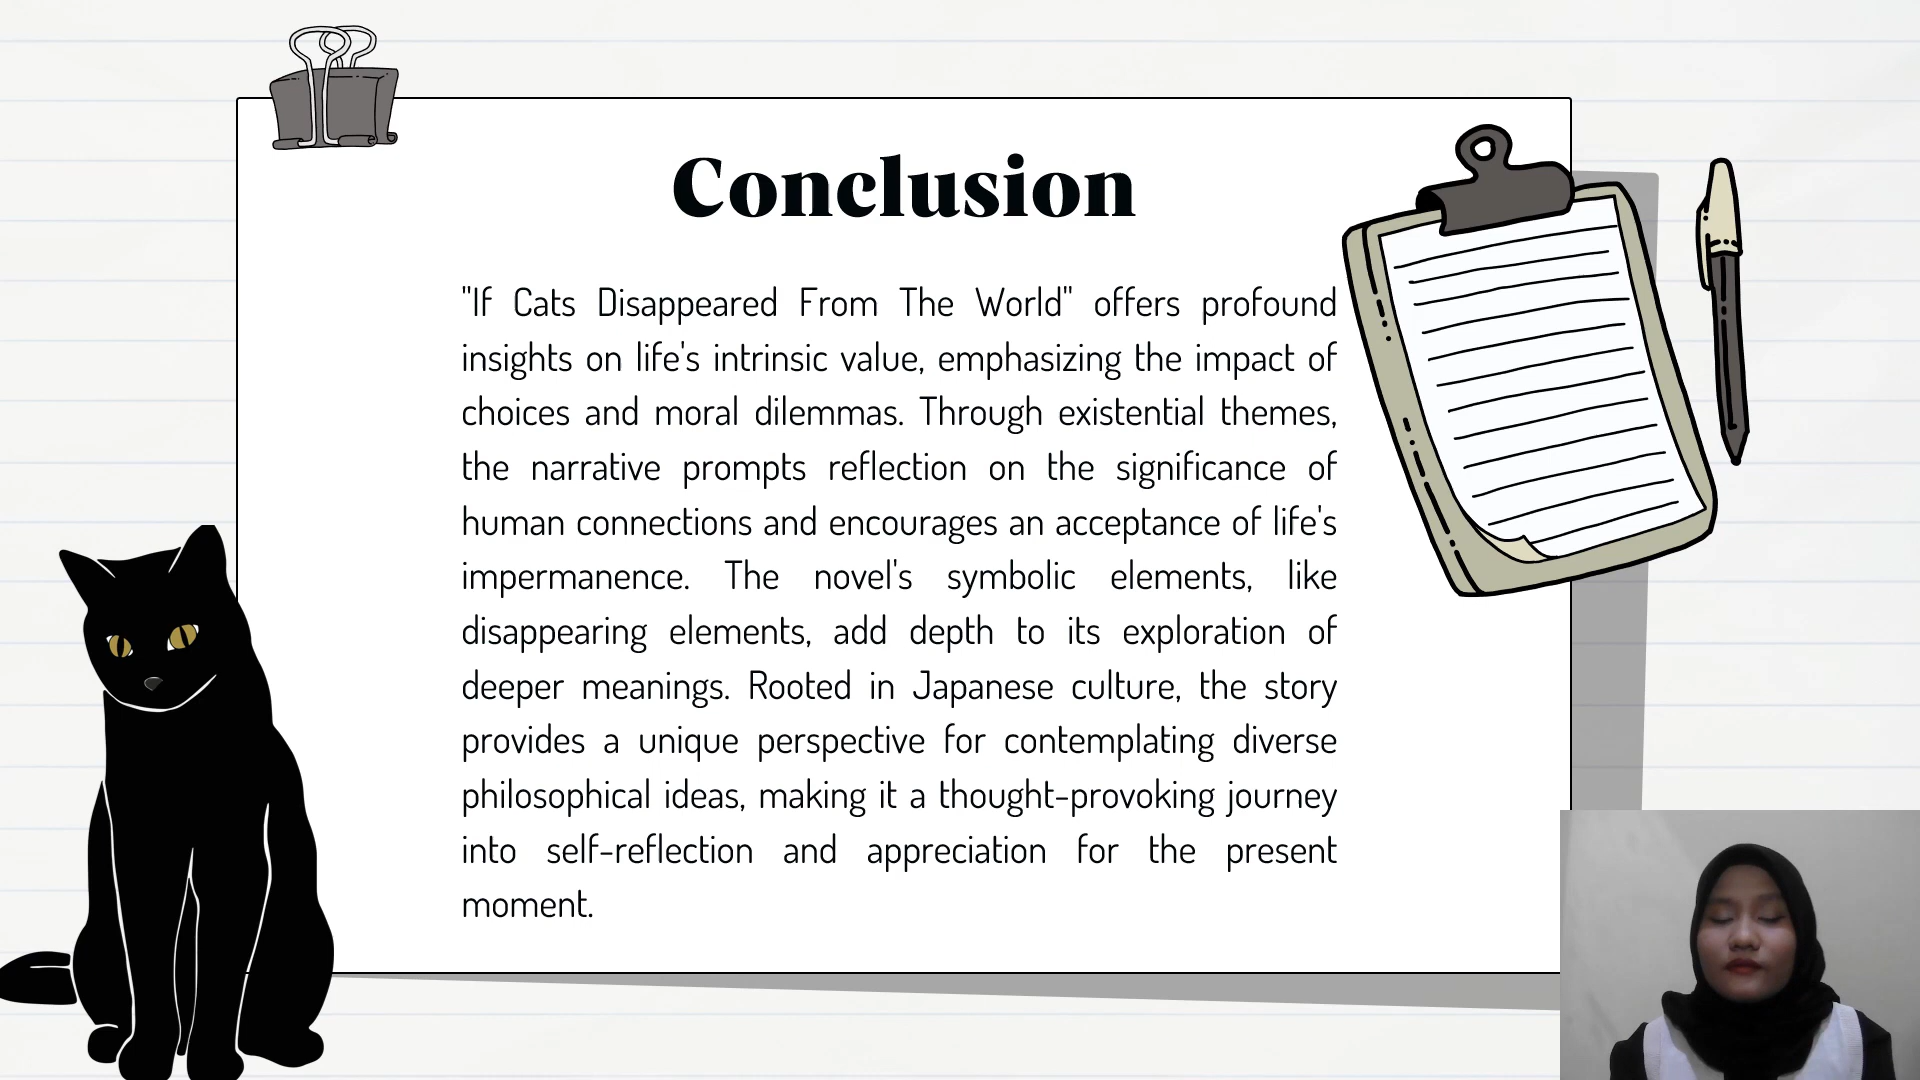 Conclusion
"If Cats Disappeared From The World" offers profound
insights on life's intrinsic value, emphasizing the impact of
choices and moral dilemmas. Through existential themes,
the narrative prompts reflection on the significance of
human connections and encourages an acceptance of life's
impermanence. The novel's symbolic elements, like
disappearing elements, add depth to its exploration of
deeper meanings. Rooted in Japanese culture, the story
provides a unique perspective for contemplating diverse
philosophical ideas, making it a thought-provoking journey
into self-reflection and appreciation for the present
moment.